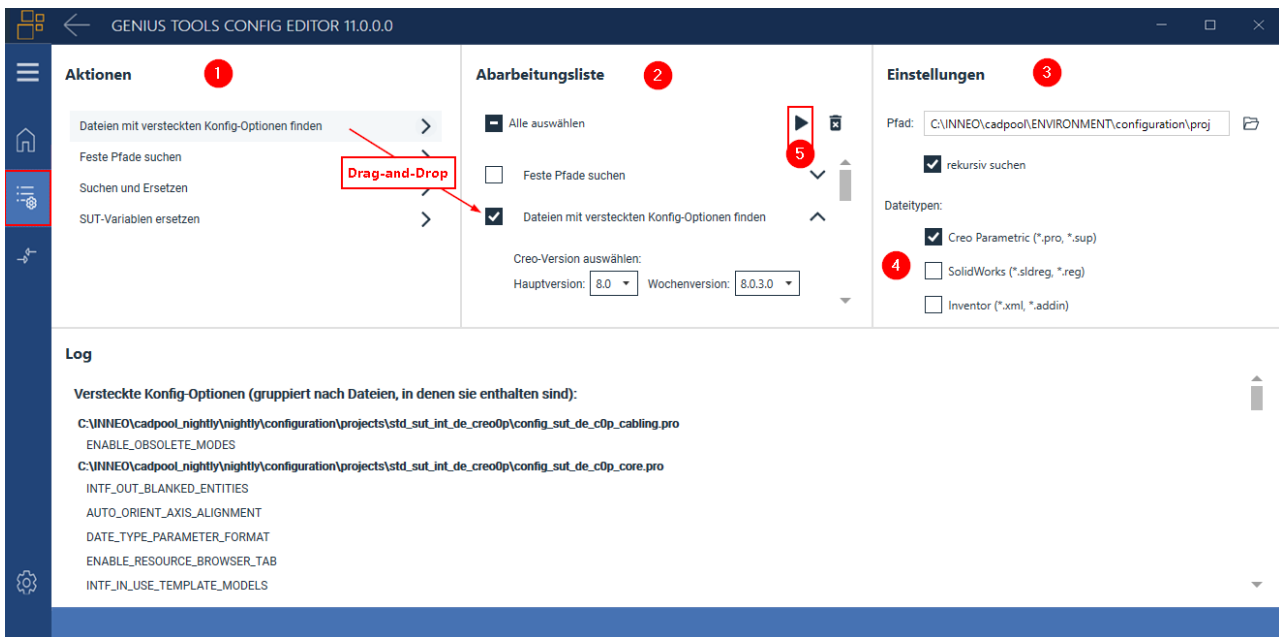 GENIUS TOOLS CONFIG EDITOR 11.0.0.0
Aktionen
1
Dateien mit versteckten Konfig-Optionen finden
Feste Pfade suchen
Suchen und Ersetzen
SUT-Variablen ersetzen
Drag-and-Drop
Abarbeitungsliste
2
Alle auswählen
5
Feste Pfade suchen
Dateien mit versteckten Konfig-Optionen finden
Creo-Version auswählen:
Hauptversion: 8.0 Wochenversion: 8.0.3.0
Einstellungen
3
Pfad: C:\INNEO\cadpool\ENVIRONMENT\configuration\proj
rekursiv suchen
Dateitypen:
Creo Parametric (*.pro, *.sup)
4
SolidWorks (*.sldreg, *.reg)
Inventor (*.xml, *.addin)
Log
Versteckte Konfig-Optionen (gruppiert nach Dateien, in denen sie enthalten sind):
C:\INNEO\cadpool_nightly\nightly\configuration\projects\std_sut_int_de_creo0p\config_sut_de_c0p_cabling.pro
ENABLE_OBSOLETE_MODES
C:\INNEO\cadpool_nightly\nightly\configuration\projects\std_sut_int_de_creo0p\config_sut_de_c0p_core.pro
INTF_OUT_BLANKED_ENTITIES
AUTO_ORIENT_AXIS_ALIGNMENT
DATE_TYPE_PARAMETER_FORMAT
ENABLE_RESOURCE_BROWSER_TAB
INTF_IN_USE_TEMPLATE_MODELS